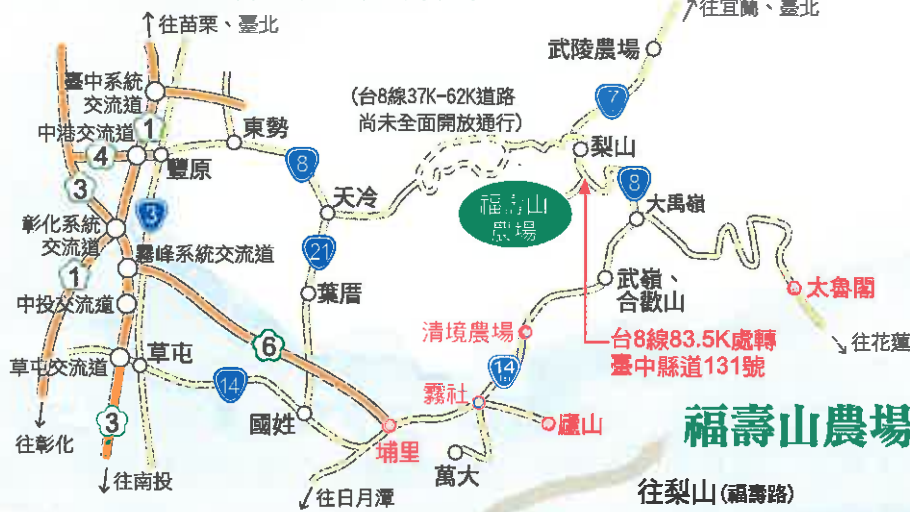 往苗栗、臺北
往宜蘭、臺北
武陵農場
臺中系統
交流道
(台8線37K-62K道路
尚未全面開放通行)
7
中港交流道
1
東勢
梨山
4
豐原
8
8
3
天冷
福壽山
農場
大禹嶺
3
彰化系統
交流道
21
霧峰系統交流道
武嶺、
合歡山
1
葉厝
太魯閣
中投交流道
清境農場
6
台8線83.5K處轉
臺中縣道131號
往花蓮
草屯交流道
草屯
14
14
霧社
3
國姓
廬山
福壽山農場
往彰化
埔里
萬大
往南投
往日月潭
往梨山(福壽路)